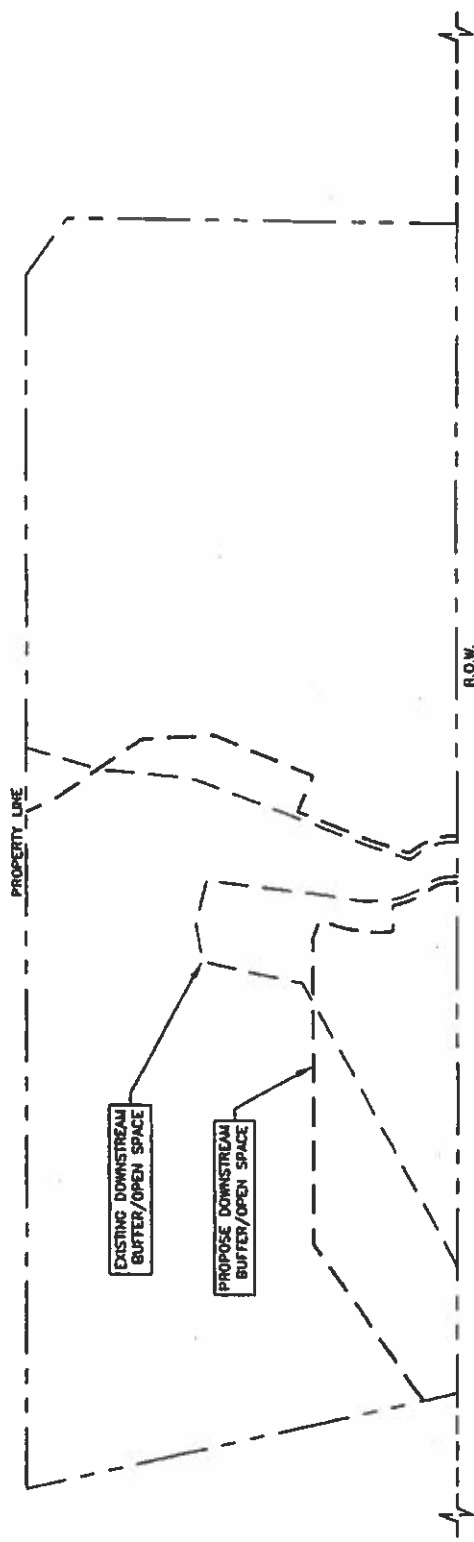 PROPERTY LINE
EXISTING DOWNSTREAM
BUFFER/OPEN SPACE
PROPOSE DOWNSTREAM
BUFFER/OPEN SPACE
R.O.W.